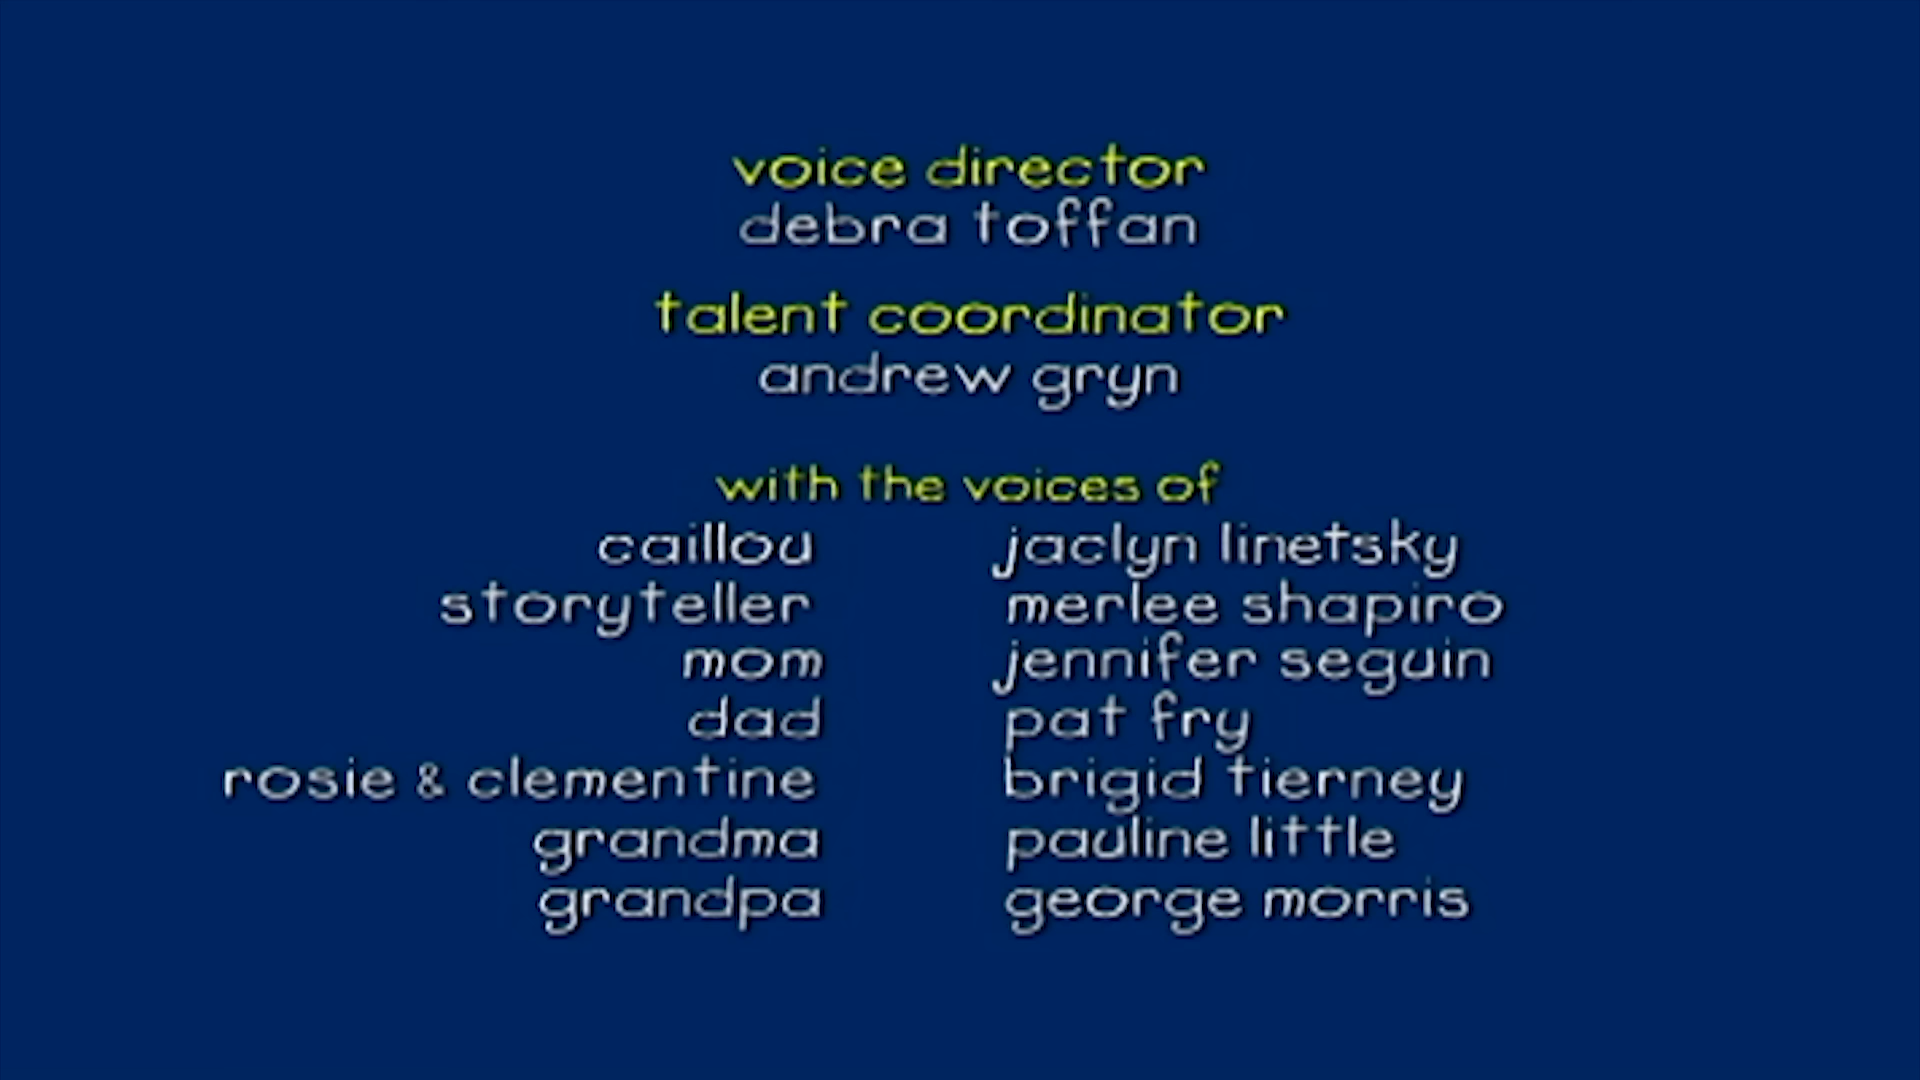 voice director
debra toffan
talent coordinator
andrew gryn
with the voices of
caillou jaclyn linetsky
storyteller merlee shapiro
mom jennifer seguin
dad pat fry
rosie & clementine brigid tierney
grandma pauline little
grandpa george morris